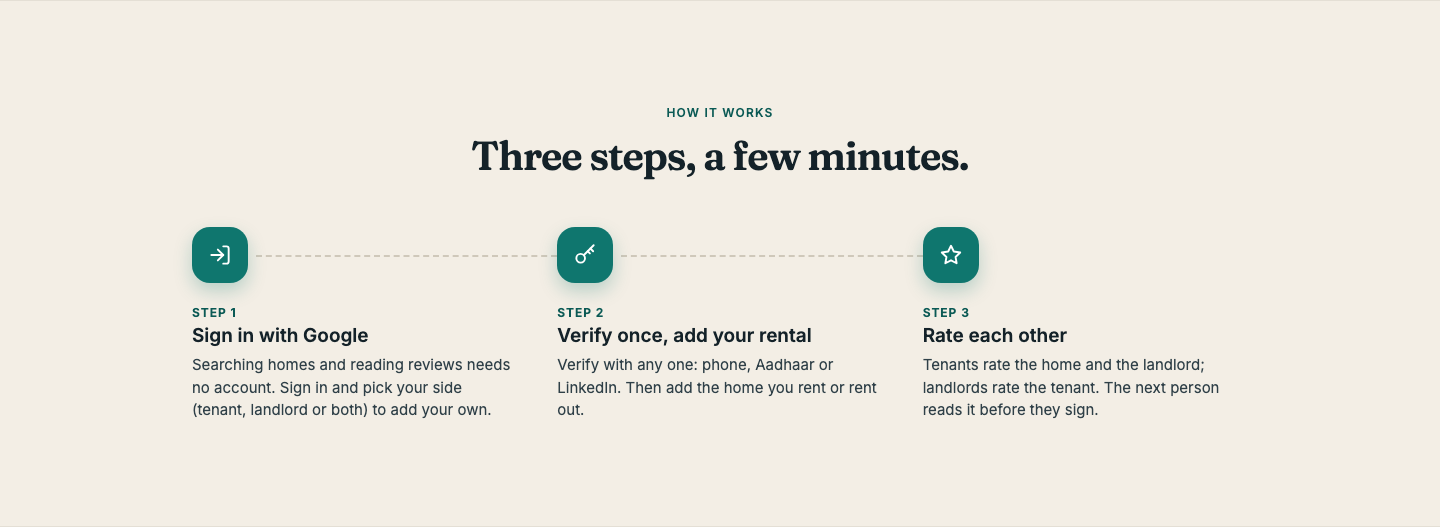 HOW IT WORKS
Three steps, a few minutes.
STEP 1
Sign in with Google
Searching homes and reading reviews needs
no account. Sign in and pick your side
(tenant, landlord or both) to add your own.
STEP 2
Verify once, add your rental
Verify with any one: phone, Aadhaar or
LinkedIn. Then add the home you rent or rent
out.
STEP 3
Rate each other
Tenants rate the home and the landlord;
landlords rate the tenant. The next person
reads it before they sign.